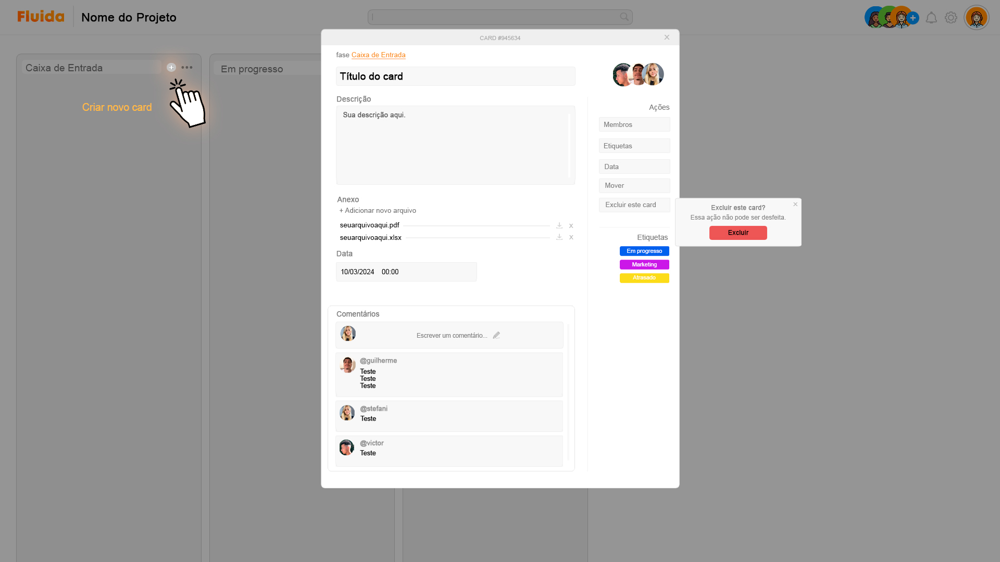 Fluida
Nome do Projeto
Caixa de Entrada
Em progresso
Criar novo card
CARD #945634
fase Caixa de Entrada
Título do card
Descrição
Sua descrição aqui.
Anexo
+ Adicionar novo arquivo
seuarquivoaqui.pdf
x
seuarquivoaqui.xlsx
x
Data
10/03/2024 00:00
Comentários
Escrever um comentário...
@guilherme
Teste
Teste
Teste
@stefani
Teste
@victor
Teste
Ações
Membros
Etiquetas
Data
Mover
Excluir este card
Etiquetas
Em progresso
Marketing
Atrasado
Excluir este card?
Essa ação não pode ser desfeita.
Excluir